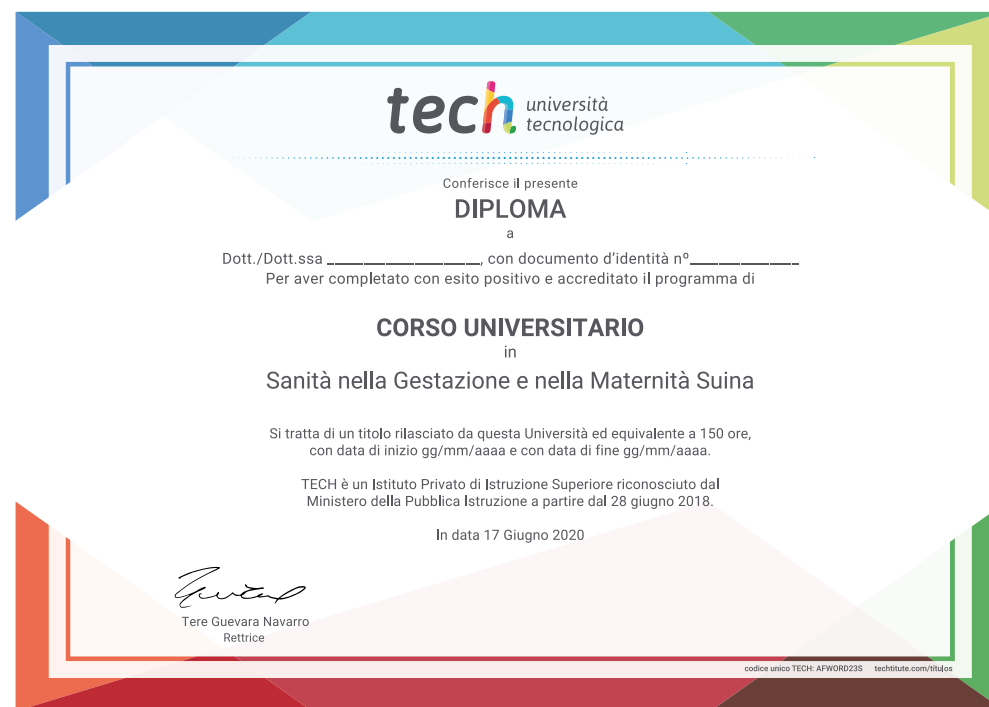 tech università
tecnologica
Conferisce il presente
DIPLOMA
a
Dott./Dott.ssa ________________, con documento d'identità nº____________
Per aver completato con esito positivo e accreditato il programma di
CORSO UNIVERSITARIO
in
Sanità nella Gestazione e nella Maternità Suina
Si tratta di un titolo rilasciato da questa Università ed equivalente a 150 ore,
con data di inizio gg/mm/aaaa e con data di fine gg/mm/aaaa.
TECH è un Istituto Privato di Istruzione Superiore riconosciuto dal
Ministero della Pubblica Istruzione a partire dal 28 giugno 2018.
In data 17 Giugno 2020
Tere Guevara Navarro
Rettrice
codice unico TECH: AFWORD23S techtitute.com/títulos